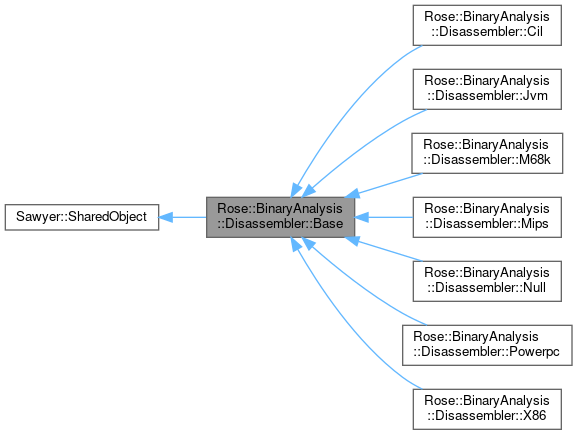 Rose::BinaryAnalysis
::Disassembler::Cil
Rose::BinaryAnalysis
::Disassembler::Jvm
Rose::BinaryAnalysis
::Disassembler::M68k
Sawyer::SharedObject
Rose::BinaryAnalysis
::Disassembler::Base
Rose::BinaryAnalysis
::Disassembler::Mips
Rose::BinaryAnalysis
::Disassembler::Null
Rose::BinaryAnalysis
::Disassembler::Powerpc
Rose::BinaryAnalysis
::Disassembler::X86